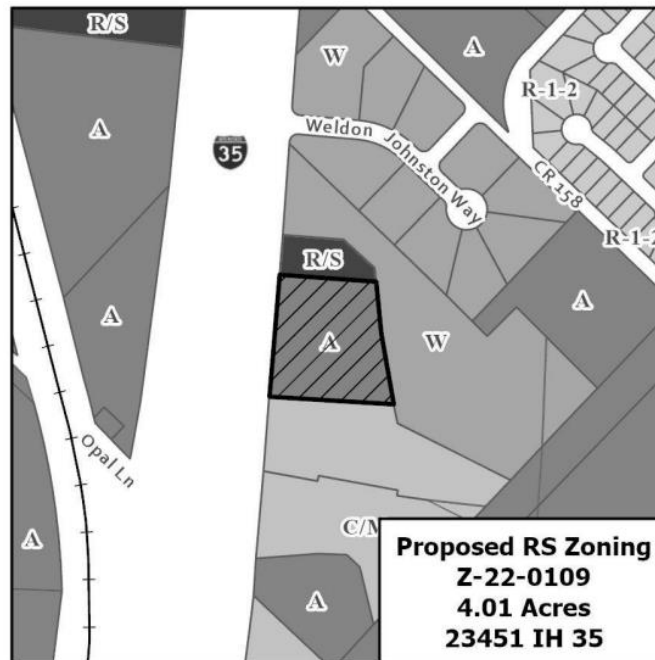 R/S
W
A
A
R-1-2
Weldon Johnston Way
35
CR 158
R-1-2
R/S
A
A
W
A
Opal Ln
A
C/M
A
Proposed RS Zoning
Z-22-0109
4.01 Acres
23451 IH 35